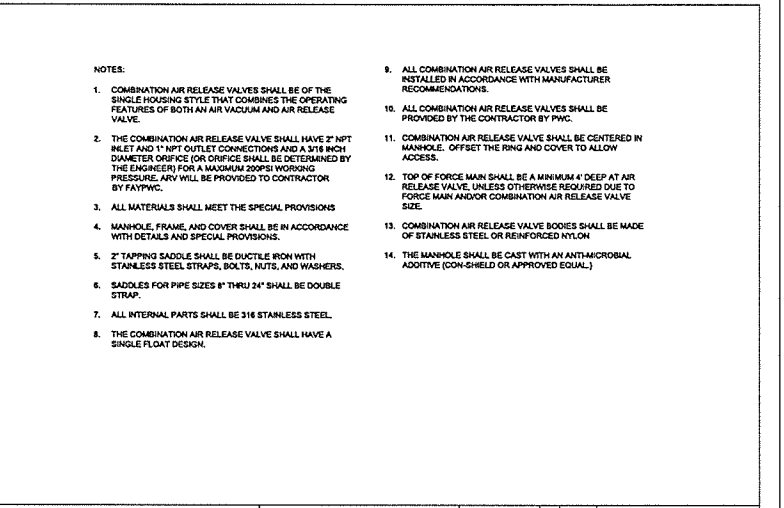 NOTES:
1. COMBINATION AIR RELEASE VALVES SHALL BE OF THE
SINGLE HOUSING STYLE THAT COMBINES THE OPERATING
FEATURES OF BOTH AN AIR VACUUM AND AIR RELEASE
VALVE.
2. THE COMBINATION AIR RELEASE VALVE SHALL HAVE 2" NPT
INLET AND 1" NPT OUTLET CONNECTIONS AND A 3/16 INCH
DIAMETER ORIFICE (OR ORIFICE SHALL BE DETERMINED BY
THE ENGINEER) FOR A MAXIMUM 200PSI WORKING
PRESSURE. ARV WILL BE PROVIDED TO CONTRACTOR
BY FAYPWC.
3. ALL MATERIALS SHALL MEET THE SPECIAL PROVISIONS
4. MANHOLE, FRAME, AND COVER SHALL BE IN ACCORDANCE
WITH DETAILS AND SPECIAL PROVISIONS.
5. 2" TAPPING SADDLE SHALL BE DUCTILE IRON WITH
STAINLESS STEEL STRAPS, BOLTS, NUTS, AND WASHERS.
6. SADDLES FOR PIPE SIZES 8" THRU 24" SHALL BE DOUBLE
STRAP.
7. ALL INTERNAL PARTS SHALL BE 316 STAINLESS STEEL.
8. THE COMBINATION AIR RELEASE VALVE SHALL HAVE A
SINGLE FLOAT DESIGN.
9. ALL COMBINATION AIR RELEASE VALVES SHALL BE
INSTALLED IN ACCORDANCE WITH MANUFACTURER
RECOMMENDATIONS.
10. ALL COMBINATION AIR RELEASE VALVES SHALL BE
PROVIDED BY THE CONTRACTOR BY PWC.
11. COMBINATION AIR RELEASE VALVE SHALL BE CENTERED IN
MANHOLE. OFFSET THE RING AND COVER TO ALLOW
ACCESS.
12. TOP OF FORCE MAIN SHALL BE A MINIMUM 4' DEEP AT AIR
RELEASE VALVE, UNLESS OTHERWISE REQUIRED DUE TO
FORCE MAIN AND/OR COMBINATION AIR RELEASE VALVE
SIZE.
13. COMBINATION AIR RELEASE VALVE BODIES SHALL BE MADE
OF STAINLESS STEEL OR REINFORCED NYLON
14. THE MANHOLE SHALL BE CAST WITH AN ANTI-MICROBIAL
ADDITIVE (CON-SHIELD OR APPROVED EQUAL.)